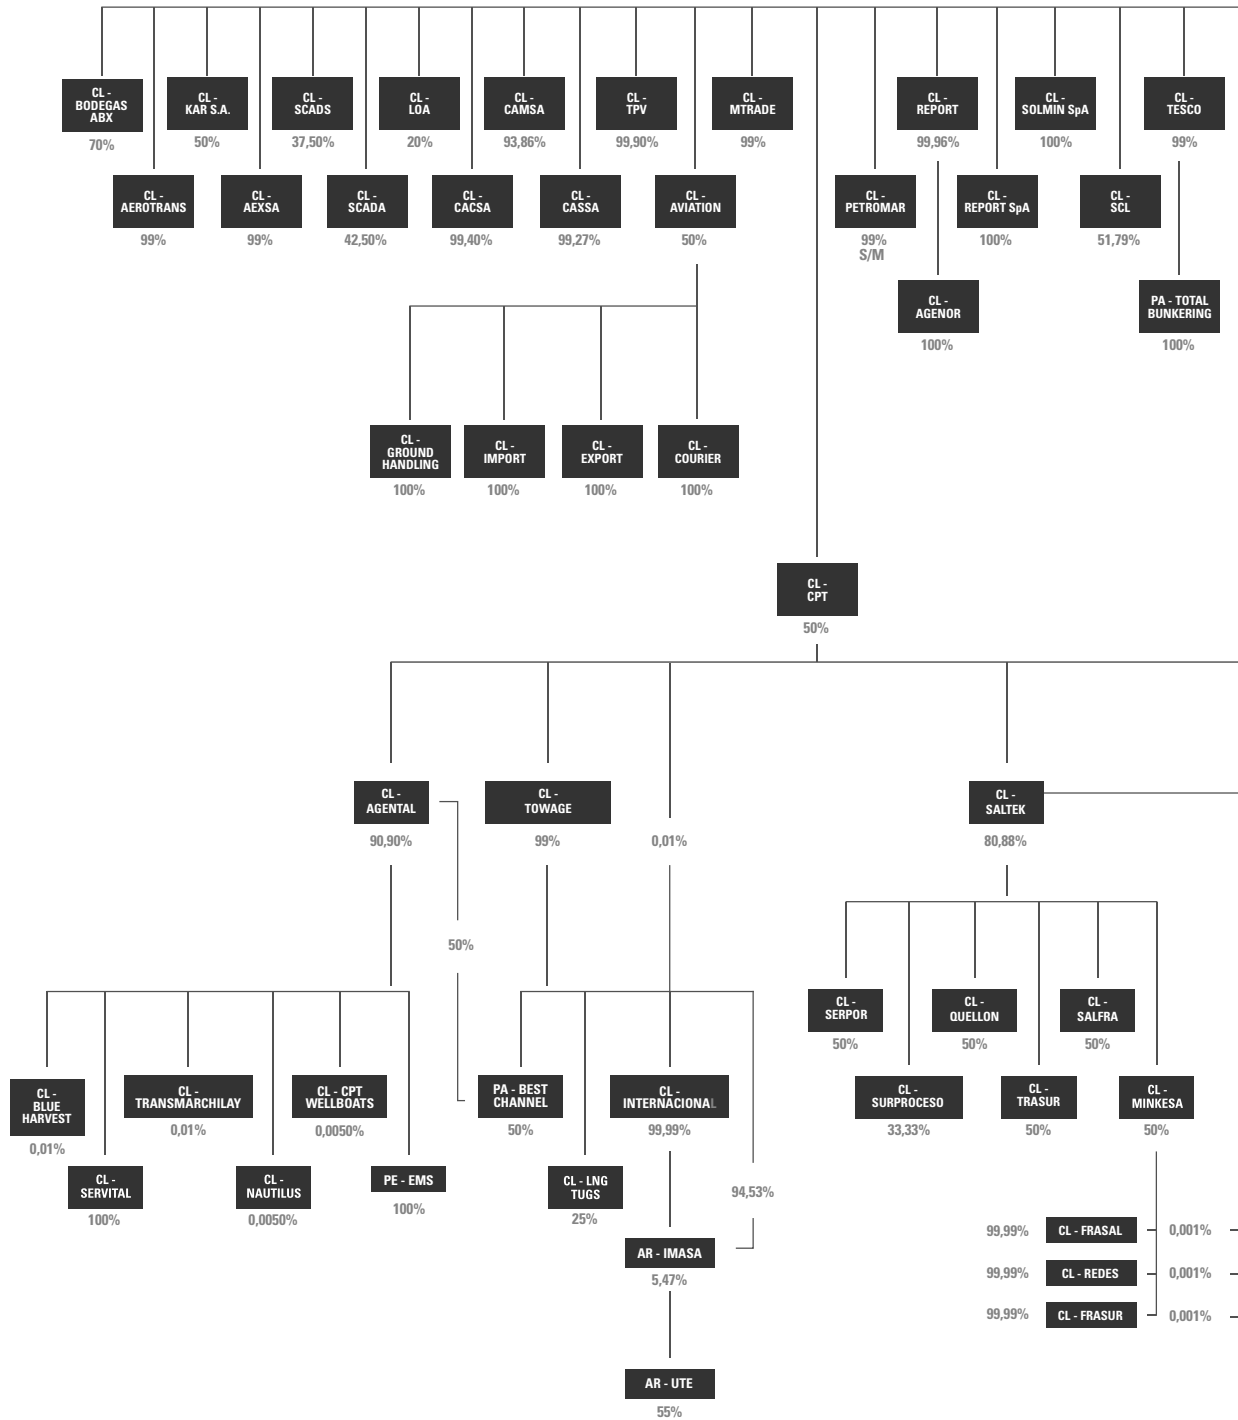 CL -
BODEGAS
ABX
70%
CL -
KAR S.A.
50%
CL -
SCADS
37,50%
CL -
LOA
20%
CL -
CAMSA
93,86%
CL -
TPV
99,90%
CL -
MTRADE
99%
CL -
REPORT
99,96%
CL -
SOLMIN SpA
100%
CL -
TESCO
99%
CL -
AEROTRANS
99%
CL -
AEXSA
99%
CL -
SCADA
42,50%
CL -
CACSA
99,40%
CL -
CASSA
99,27%
CL -
AVIATION
50%
CL -
PETROMAR
99%
S/M
CL -
REPORT SpA
100%
CL -
SCL
51,79%
CL -
AGENOR
100%
PA - TOTAL
BUNKERING
100%
CL -
GROUND
HANDLING
100%
CL -
IMPORT
100%
CL -
EXPORT
100%
CL -
COURIER
100%
CL -
CPT
50%
CL -
AGENTAL
90,90%
CL -
TOWAGE
99%
0,01%
CL -
SALTEK
80,88%
50%
CL -
SERPOR
50%
CL -
QUELLON
50%
CL -
SALFRA
50%
CL -
BLUE
HARVEST
0,01%
CL -
TRANSMARCHILAY
0,01%
CL - CPT
WELLBOATS
0,0050%
PA - BEST
CHANNEL
50%
CL -
INTERNACIONAL
99,99%
CL -
SURPROCESO
33,33%
CL -
TRASUR
50%
CL -
MINKESA
50%
CL -
SERVITAL
100%
CL -
NAUTILUS
0,0050%
PE - EMS
100%
CL - LNG
TUGS
25%
94,53%
AR - IMASA
5,47%
99,99%
CL - FRASAL
0,001%
99,99%
CL - REDES
0,001%
99,99%
CL - FRASUR
0,001%
AR - UTE
55%